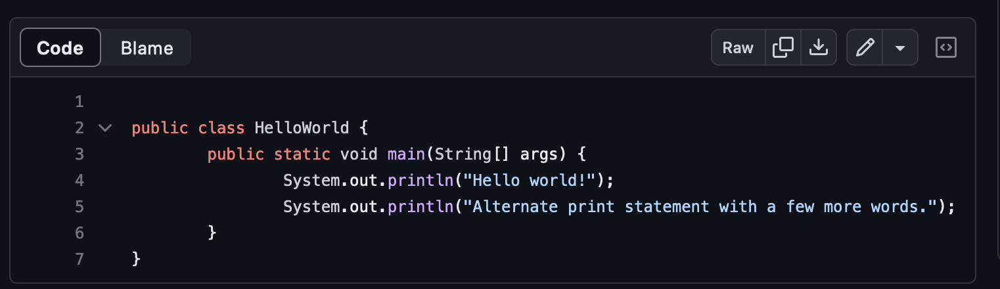 Code Blame Raw
1
2 public class HelloWorld {
3 public static void main(String[] args) {
4 System.out.println("Hello world!");
5 System.out.println("Alternate print statement with a few more words.");
6 }
7 }